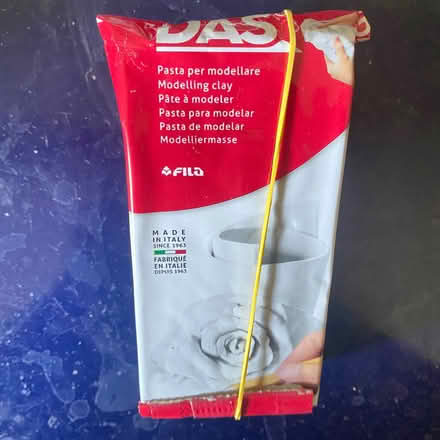 DAS
Pasta per modellare
Modelling clay
Pâte à modeler
Pasta para modelar
Pasta de modelar
Modelliermasse
FILA
MADE
IN ITALY
SINCE 1963
FABRIQUÉ
EN ITALIE
DEPUIS 1963